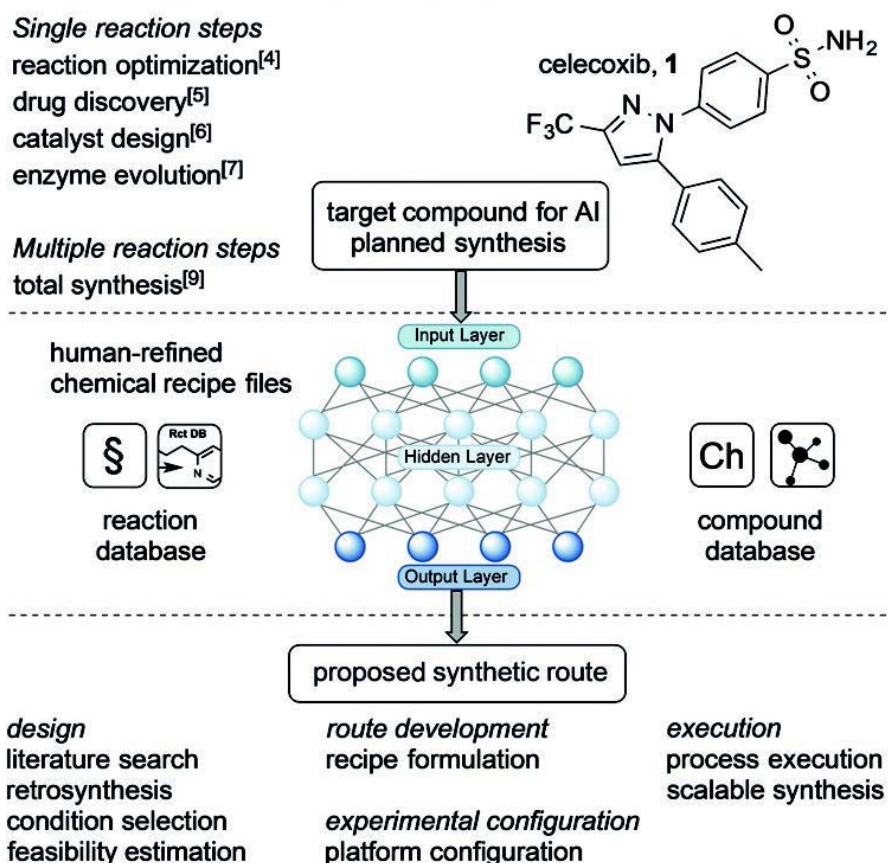 Single reaction steps
reaction optimization[4]
drug discovery[5]
catalyst design[6]
enzyme evolution[7]
Multiple reaction steps
total synthesis[9]
celecoxib, 1
O
S
NH2
O
F3C
N
N
target compound for AI
planned synthesis
Input Layer
human-refined
chemical recipe files
§
Rct DB
N
reaction
database
Hidden Layer
Ch
compound
database
Output Layer
proposed synthetic route
design
literature search
retrosynthesis
condition selection
feasibility estimation
route development
recipe formulation
experimental configuration
platform configuration
execution
process execution
scalable synthesis